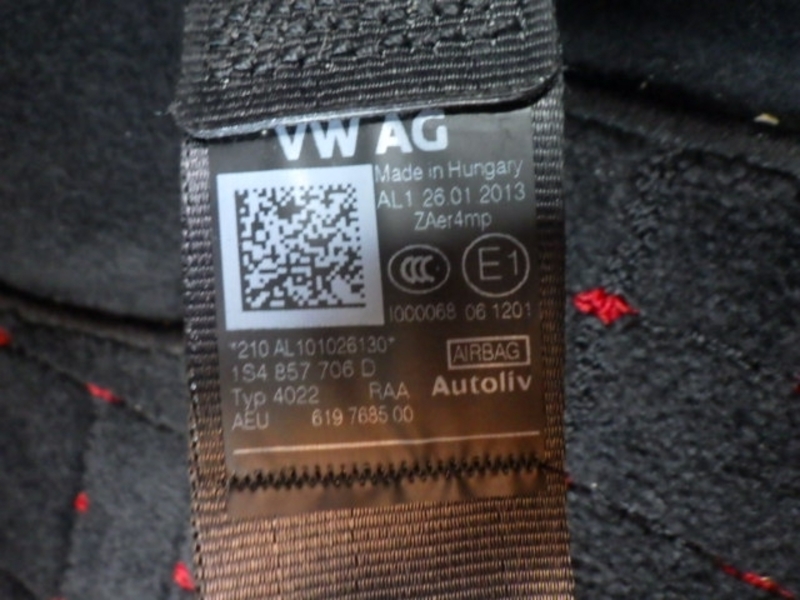 VW AG
Made in Hungary
AL1 26.01 2013
ZAer4mp
CCC E1
I000068 06 1201
*210 AL101026130*
AIRBAG
1S4 857 706 D
Typ 4022 RAA Autoliv
AEU 619 7685 00